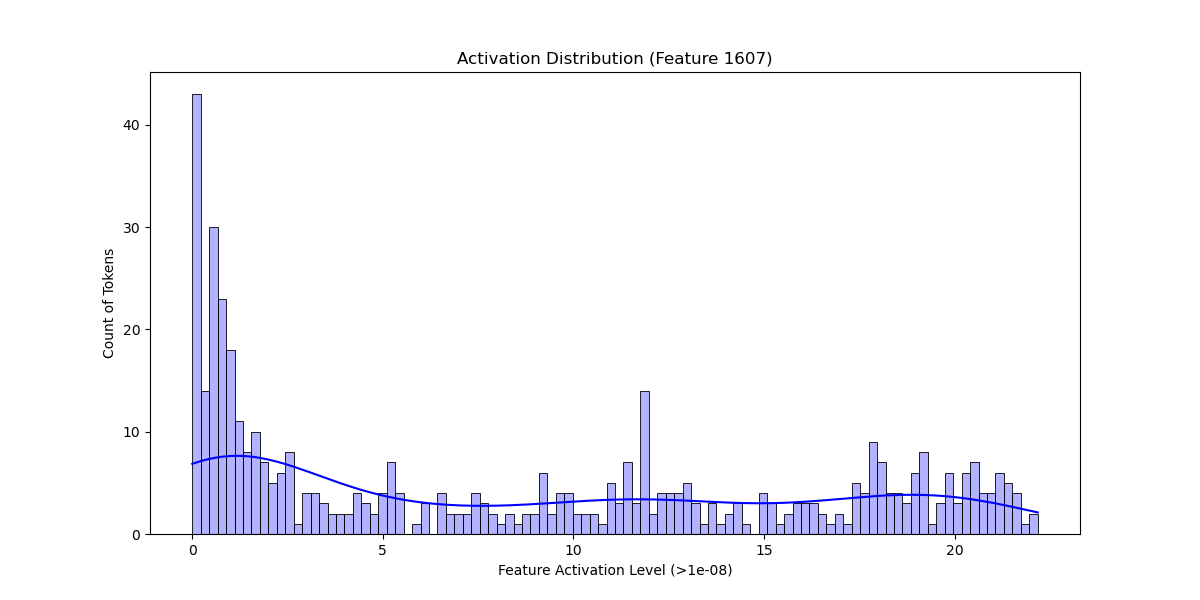 Activation Distribution (Feature 1607)
Count of Tokens
40
30
20
10
0
0 5 10 15 20
Feature Activation Level (>1e-08)